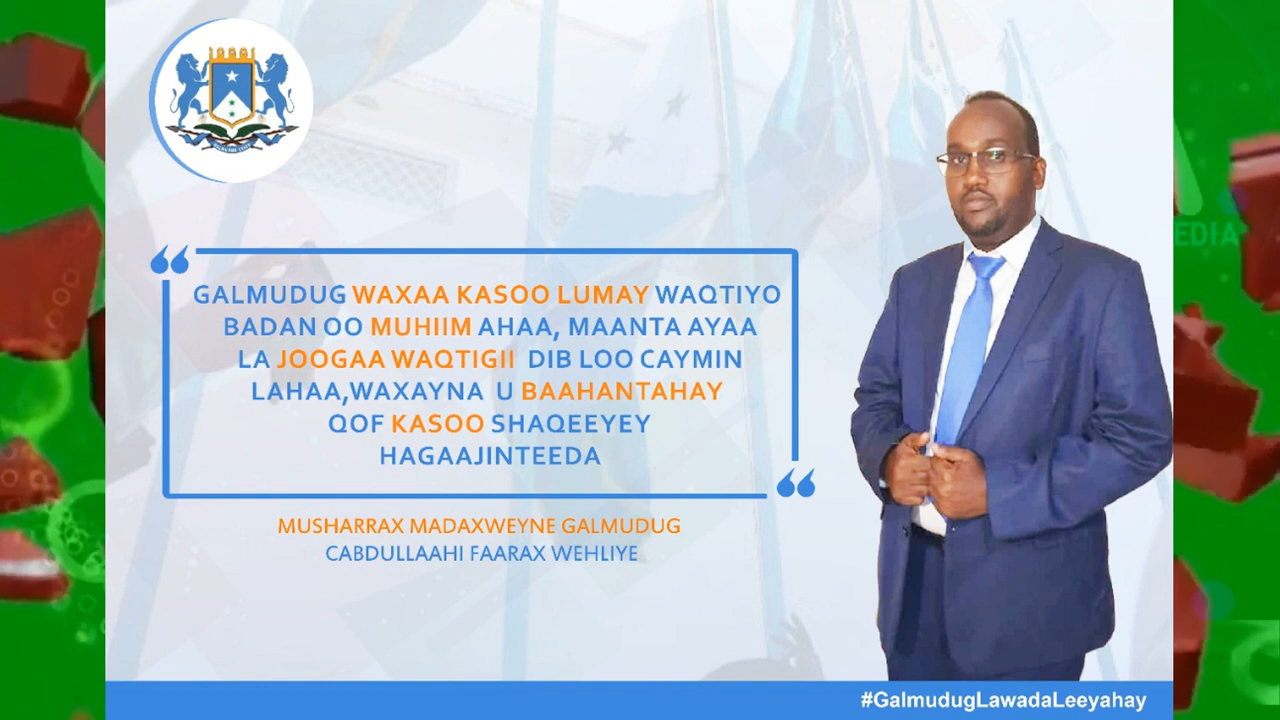 GALMUDUG WAXAA KASOO LUMAY WAQTIYO
BADAN OO MUHIIM AHAA, MAANTA AYAA
LA JOOGAA WAQTIGII DIB LOO CAYMIN
LAHAA,WAXAYNA U BAAHANTAHAY
QOF KASOO SHAQEEYEY
HAGAAJINTEEDA
MUSHARRAX MADAXWEYNE GALMUDUG
CABDULLAAHI FAARAX WEHLIYE
#GalmudugLawadaLeeyahay
EDIA